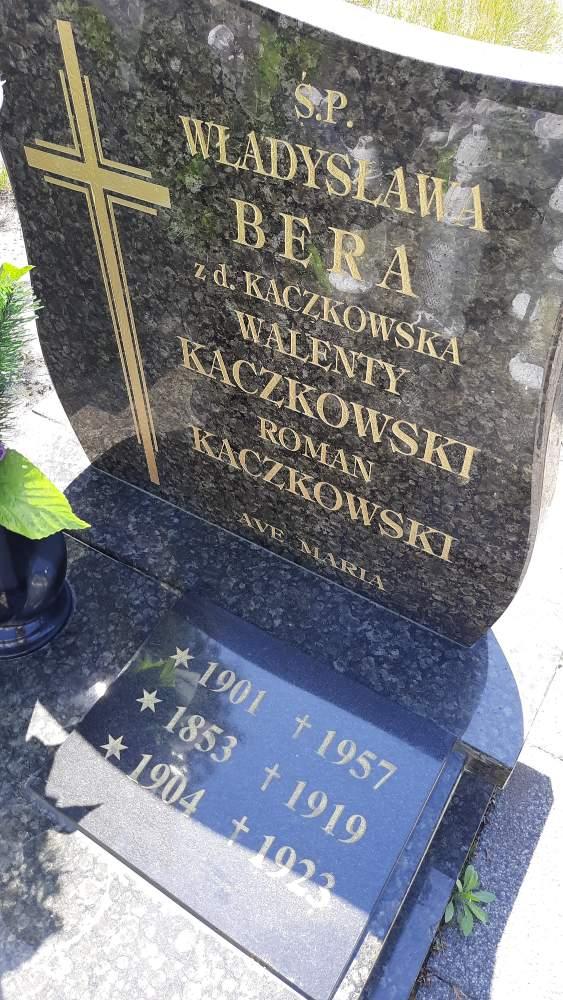 Ś.P.
WŁADYSŁAWA
BERA
z d. KACZKOWSKA
WALENTY
KACZKOWSKI
ROMAN
KACZKOWSKI
AVE MARIA
* 1901 † 1957
* 1853 † 1919
* 1904 † 1923